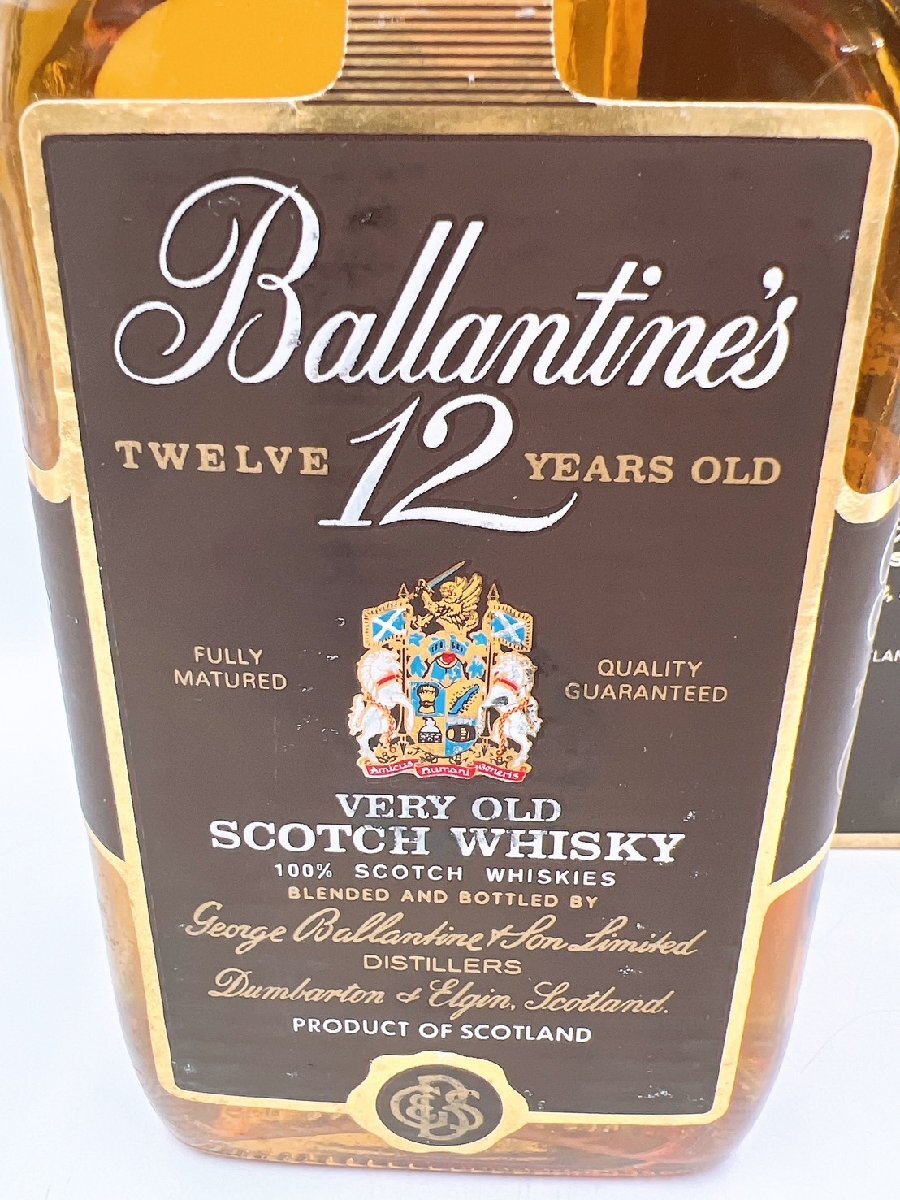 Ballantine's
TWELVE 12 YEARS OLD
FULLY
MATURED
QUALITY
GUARANTEED
Amicus Humani Generis
VERY OLD
SCOTCH WHISKY
100% SCOTCH WHISKIES
BLENDED AND BOTTLED BY
George Ballantine & Son Limited
DISTILLERS
Dumbarton & Elgin, Scotland.
PRODUCT OF SCOTLAND